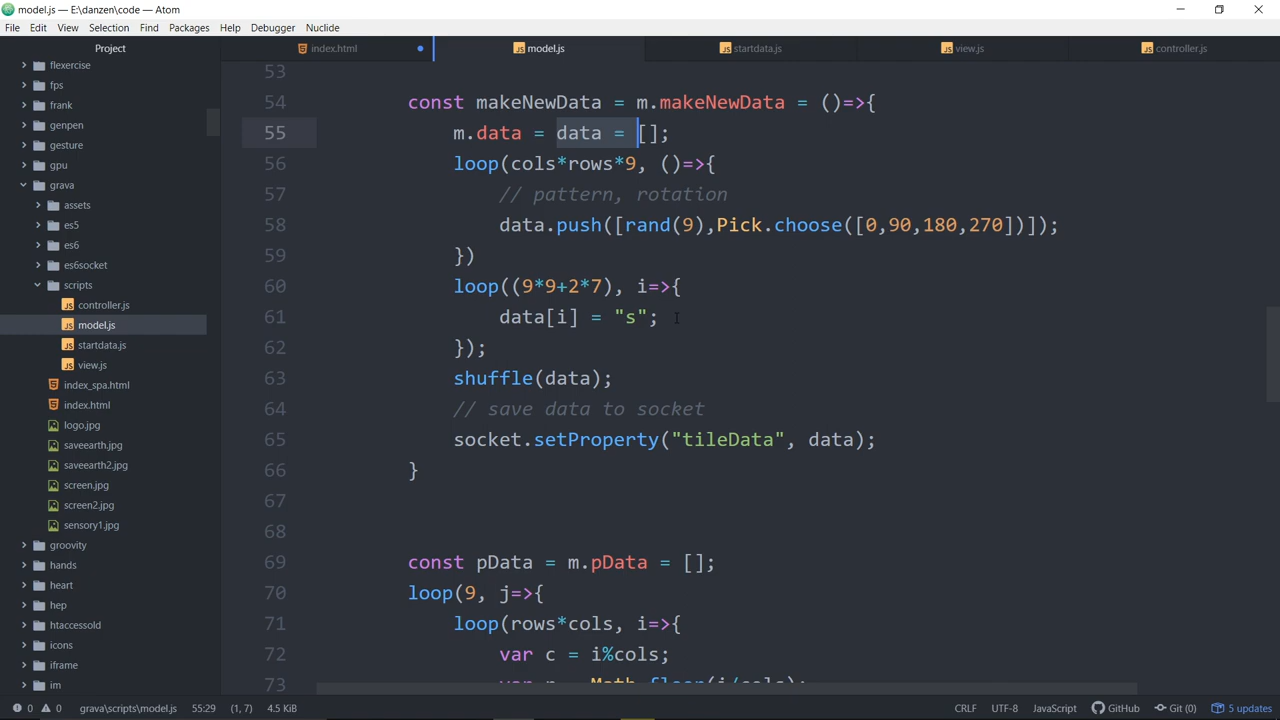 model.js — E:\danzen\code — Atom
File Edit View Selection Find Packages Help Debugger Nuclide
Project
flexercise
fps
frank
genpen
gesture
gpu
grava
assets
es5
es6
es6socket
scripts
controller.js
model.js
startdata.js
view.js
index_spa.html
index.html
logo.jpg
saveearth.jpg
saveearth2.jpg
screen.jpg
screen2.jpg
sensory1.jpg
groovity
hands
heart
hep
htaccessold
icons
iframe
im
index.html model.js startdata.js view.js controller.js
53
54 const makeNewData = m.makeNewData = ()=>{
55 m.data = data = [];
56 loop(cols*rows*9, ()=>{
57 // pattern, rotation
58 data.push([rand(9),Pick.choose([0,90,180,270])]);
59 })
60 loop((9*9+2*7), i=>{
61 data[i] = "s";
62 });
63 shuffle(data);
64 // save data to socket
65 socket.setProperty("tileData", data);
66 }
67
68
69 const pData = m.pData = [];
70 loop(9, j=>{
71 loop(rows*cols, i=>{
72 var c = i%cols;
73 var r = Math.floor(i/cols);
0 0 grava\scripts\model.js 55:29 (1, 7) 4.5 KiB CRLF UTF-8 JavaScript GitHub Git (0) 5 updates